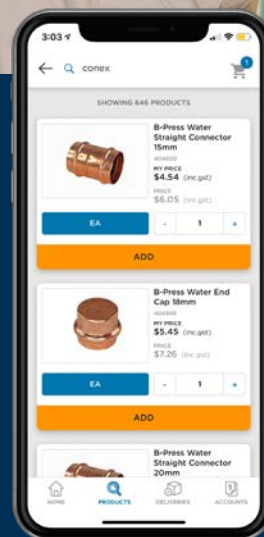 3:03
conex
SHOWING 646 PRODUCTS
B-Press Water
Straight Connector
15mm
MY PRICE
$4.54 (inc.gst)
PRICE
$6.05 (inc.gst)
EA
-
1
+
ADD
B-Press Water End
Cap 18mm
MY PRICE
$5.45 (inc.gst)
PRICE
$7.26 (inc.gst)
EA
-
1
+
ADD
B-Press Water
Straight Connector
20mm
HOME
PRODUCTS
DELIVERIES
ACCOUNTS